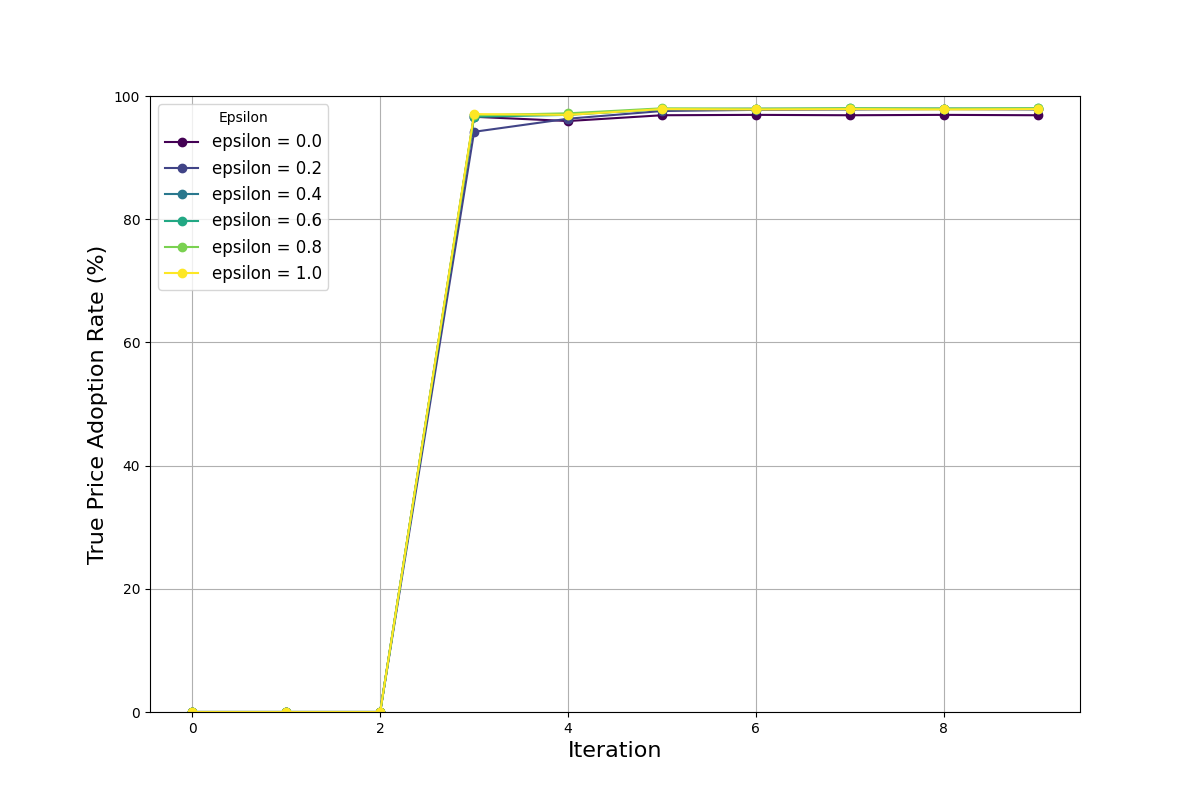 100
80
60
40
20
0
True Price Adoption Rate (%)
Epsilon
epsilon = 0.0
epsilon = 0.2
epsilon = 0.4
epsilon = 0.6
epsilon = 0.8
epsilon = 1.0
0 2 4 6 8
Iteration